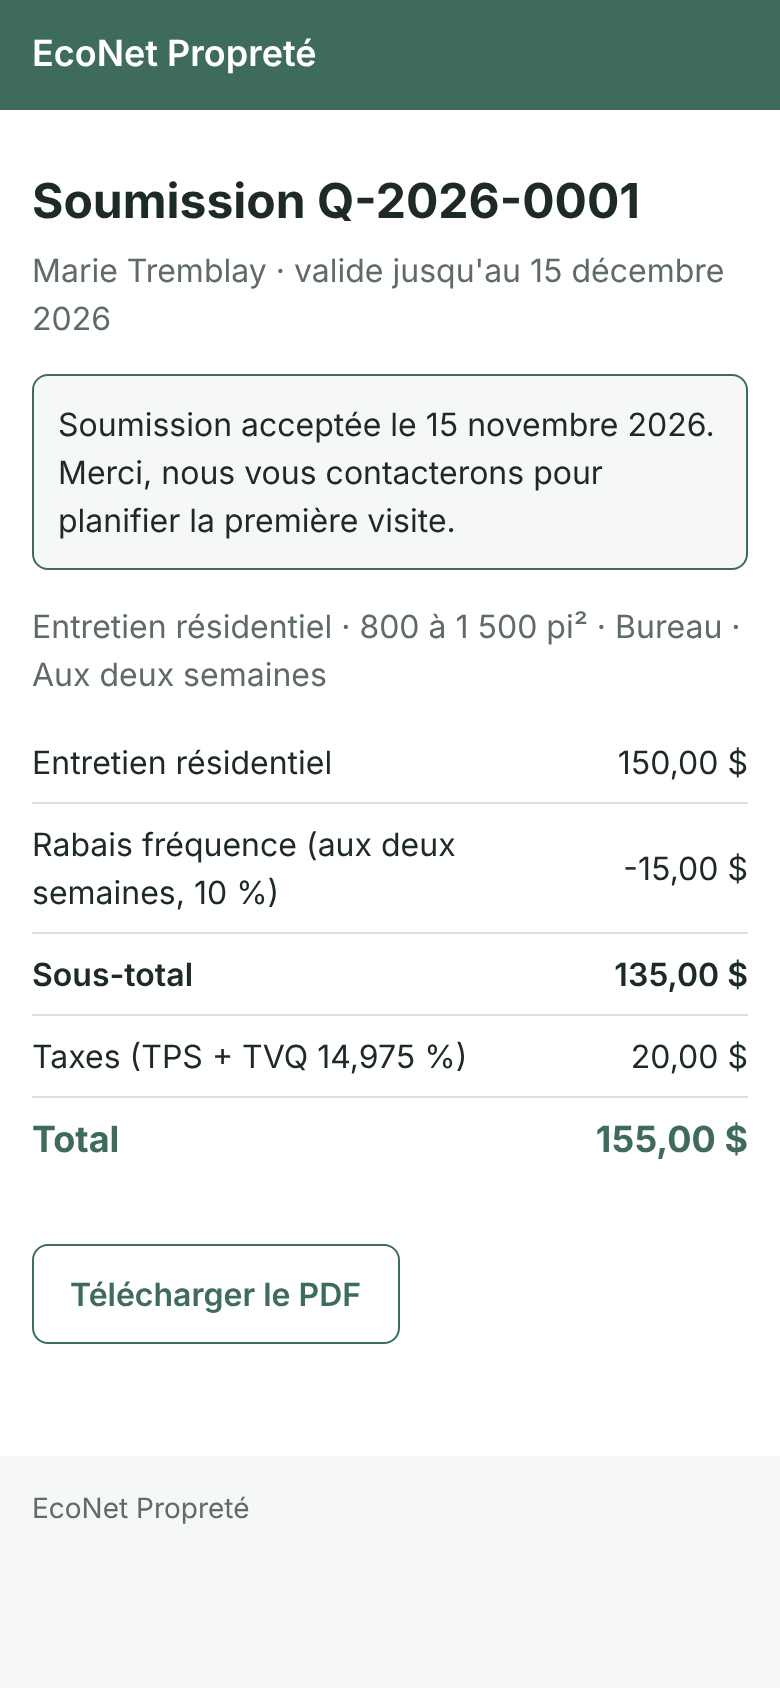 EcoNet Propreté
Soumission Q-2026-0001
Marie Tremblay · valide jusqu'au 15 décembre
2026
Soumission acceptée le 15 novembre 2026.
Merci, nous vous contacterons pour
planifier la première visite.
Entretien résidentiel · 800 à 1 500 pi² · Bureau ·
Aux deux semaines
Entretien résidentiel 150,00 $
Rabais fréquence (aux deux
semaines, 10 %) -15,00 $
Sous-total 135,00 $
Taxes (TPS + TVQ 14,975 %) 20,00 $
Total 155,00 $
Télécharger le PDF
EcoNet Propreté